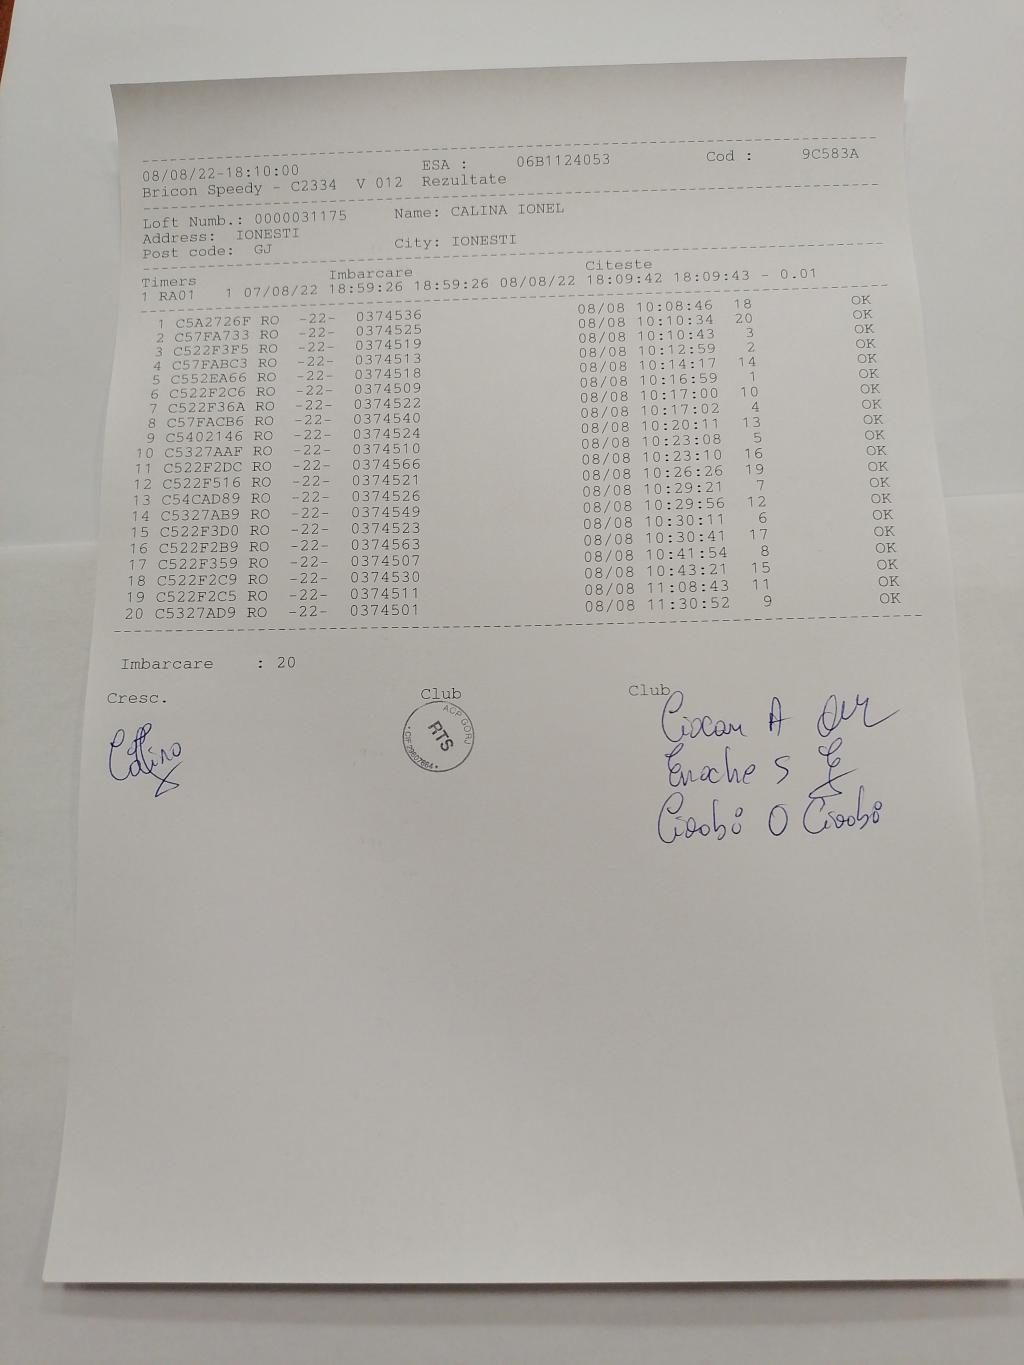 08/08/22-18:10:00 ESA : 06B1124053 Cod : 9C583A
Bricon Speedy - C2334 V 012 Rezultate
Loft Numb.: 0000031175 Name: CALINA IONEL
Address: IONESTI
Post code: GJ City: IONESTI
Timers Imbarcare Citeste
1 RA01 1 07/08/22 18:59:26 18:59:26 08/08/22 18:09:42 18:09:43 - 0.01
1 C5A2726F RO -22- 0374536 08/08 10:08:46 18 OK
2 C57FA733 RO -22- 0374525 08/08 10:10:34 20 OK
3 C522F3F5 RO -22- 0374519 08/08 10:10:43 3 OK
4 C57FABC3 RO -22- 0374513 08/08 10:12:59 2 OK
5 C552EA66 RO -22- 0374518 08/08 10:14:17 14 OK
6 C522F2C6 RO -22- 0374509 08/08 10:16:59 1 OK
7 C522F36A RO -22- 0374522 08/08 10:17:00 10 OK
8 C57FACB6 RO -22- 0374540 08/08 10:17:02 4 OK
9 C5402146 RO -22- 0374524 08/08 10:20:11 13 OK
10 C5327AAF RO -22- 0374510 08/08 10:23:08 5 OK
11 C522F2DC RO -22- 0374566 08/08 10:23:10 16 OK
12 C522F516 RO -22- 0374521 08/08 10:26:26 19 OK
13 C54CAD89 RO -22- 0374526 08/08 10:29:21 7 OK
14 C5327AB9 RO -22- 0374549 08/08 10:29:56 12 OK
15 C522F3D0 RO -22- 0374523 08/08 10:30:11 6 OK
16 C522F2B9 RO -22- 0374563 08/08 10:30:41 17 OK
17 C522F359 RO -22- 0374507 08/08 10:41:54 8 OK
18 C522F2C9 RO -22- 0374530 08/08 10:43:21 15 OK
19 C522F2C5 RO -22- 0374511 08/08 11:08:43 11 OK
20 C5327AD9 RO -22- 0374501 08/08 11:30:52 9 OK
Imbarcare : 20
Cresc. Club Club
ACP GORJ
RTS
Enache S